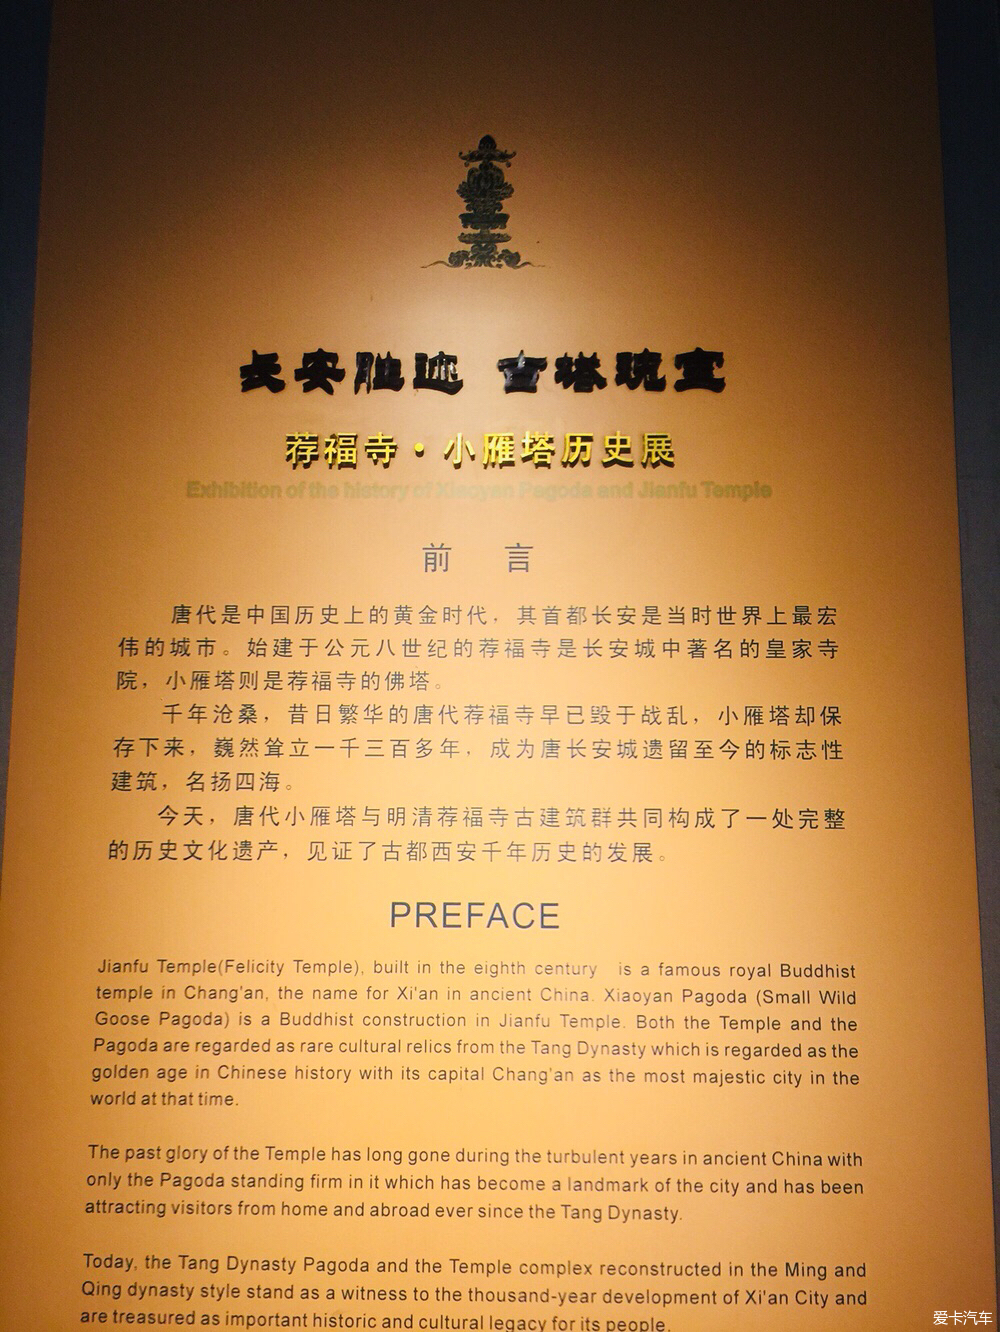 长安胜迹 古塔瑰宝
荐福寺·小雁塔历史展
Exhibition of the history of Xiaoyan Pagoda and Jianfu Temple
前 言
唐代是中国历史上的黄金时代，其首都长安是当时世界上最宏
伟的城市。始建于公元八世纪的荐福寺是长安城中著名的皇家寺
院，小雁塔则是荐福寺的佛塔。
千年沧桑，昔日繁华的唐代荐福寺早已毁于战乱，小雁塔却保
存下来，巍然耸立一千三百多年，成为唐长安城遗留至今的标志性
建筑，名扬四海。
今天，唐代小雁塔与明清荐福寺古建筑群共同构成了一处完整
的历史文化遗产，见证了古都西安千年历史的发展。
PREFACE
Jianfu Temple(Felicity Temple), built in the eighth century is a famous royal Buddhist
temple in Chang'an, the name for Xi'an in ancient China. Xiaoyan Pagoda (Small Wild
Goose Pagoda) is a Buddhist construction in Jianfu Temple. Both the Temple and the
Pagoda are regarded as rare cultural relics from the Tang Dynasty which is regarded as the
golden age in Chinese history with its capital Chang'an as the most majestic city in the
world at that time.
The past glory of the Temple has long gone during the turbulent years in ancient China with
only the Pagoda standing firm in it which has become a landmark of the city and has been
attracting visitors from home and abroad ever since the Tang Dynasty.
Today, the Tang Dynasty Pagoda and the Temple complex reconstructed in the Ming and
Qing dynasty style stand as a witness to the thousand-year development of Xi'an City and
are treasured as important historic and cultural legacy for its people.
爱卡汽车